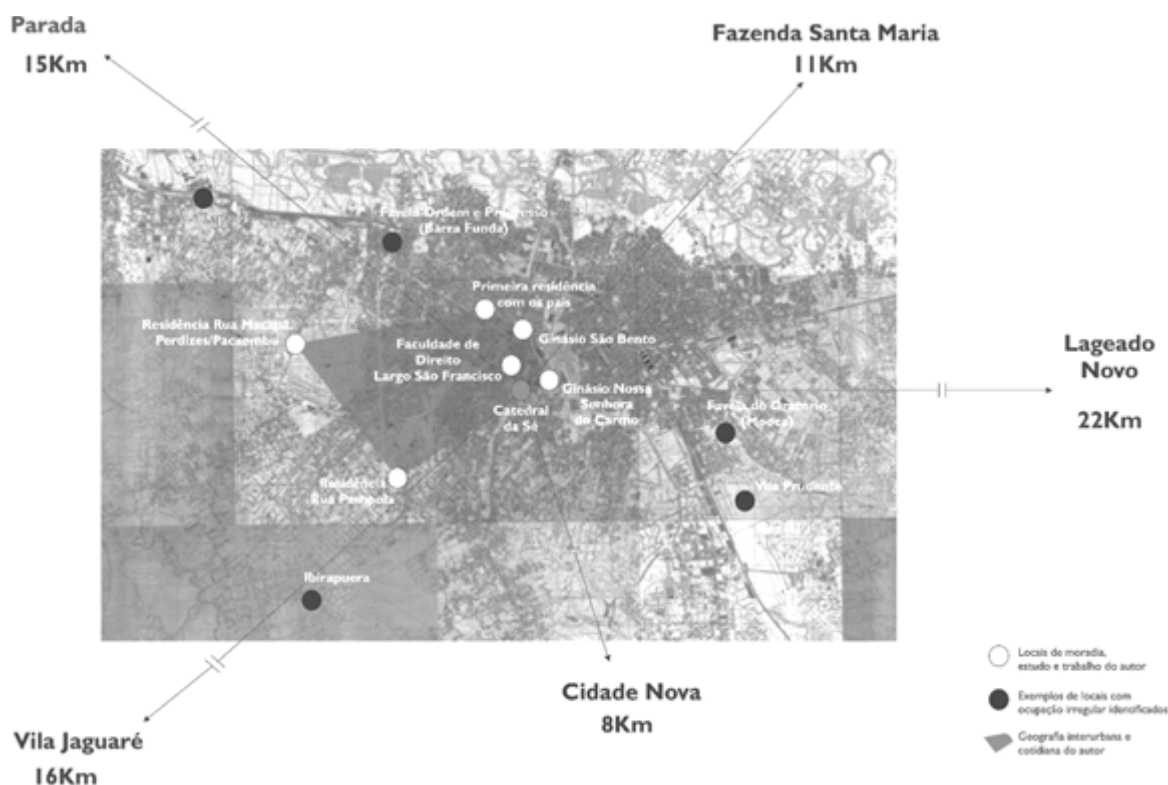 Parada
15Km
Fazenda Santa Maria
11Km
Favela Ordem e Progresso
(Barra Funda)
Primeira residência
com os pais
Residência Rua Macapá,
Perdizes/Pacaembu
Ginásio São Bento
Faculdade de
Direito
Largo São Francisco
Ginásio Nossa
Senhora
do Carmo
Catedral
da Sé
Lageado
Novo
22Km
Favela do Oratório
(Mooca)
Vila Prudente
Residência
Rua Pamplona
Ibirapuera
Cidade Nova
8Km
Vila Jaguaré
16Km
Locais de moradia,
estudo e trabalho do autor
Exemplos de locais com
ocupação irregular identificados
Geografia interurbana e
cotidiana do autor